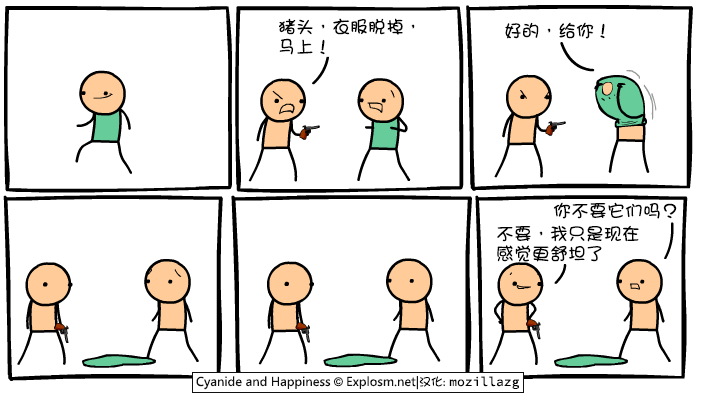 猪头，衣服脱掉，
马上！
好的，给你！
你不要它们吗？
不要，我只是现在
感觉更舒坦了
Cyanide and Happiness © Explosm.net|汉化: mozillazg